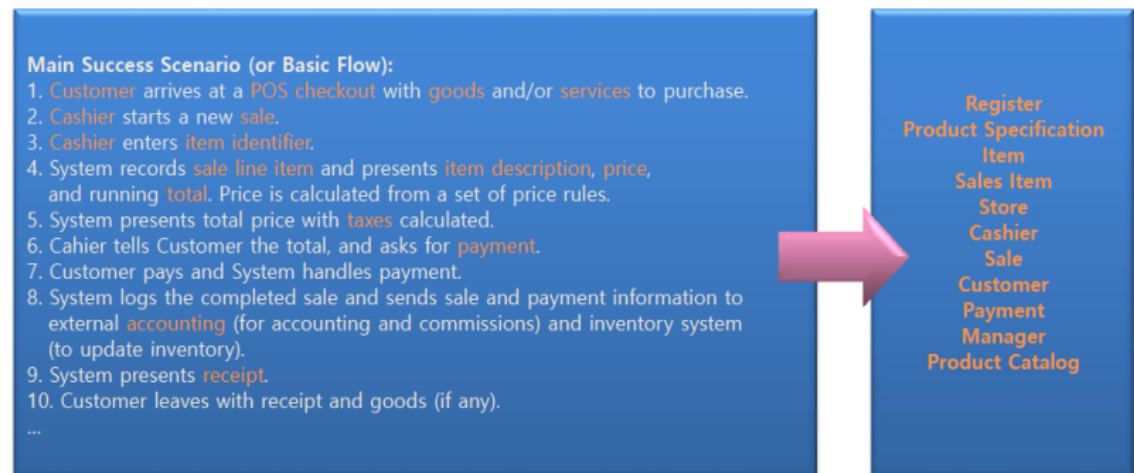 Main Success Scenario (or Basic Flow):
1. Customer arrives at a POS checkout with goods and/or services to purchase.
2. Cashier starts a new sale.
3. Cashier enters item identifier.
4. System records sale line item and presents item description, price,
and running total. Price is calculated from a set of price rules.
5. System presents total price with taxes calculated.
6. Cahier tells Customer the total, and asks for payment.
7. Customer pays and System handles payment.
8. System logs the completed sale and sends sale and payment information to
external accounting (for accounting and commissions) and inventory system
(to update inventory).
9. System presents receipt.
10. Customer leaves with receipt and goods (if any).
...
Register
Product Specification
Item
Sales Item
Store
Cashier
Sale
Customer
Payment
Manager
Product Catalog